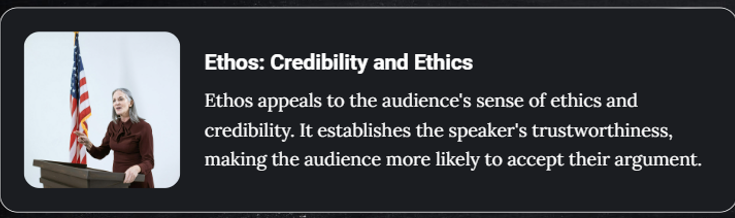 Ethos: Credibility and Ethics
Ethos appeals to the audience's sense of ethics and
credibility. It establishes the speaker's trustworthiness,
making the audience more likely to accept their argument.